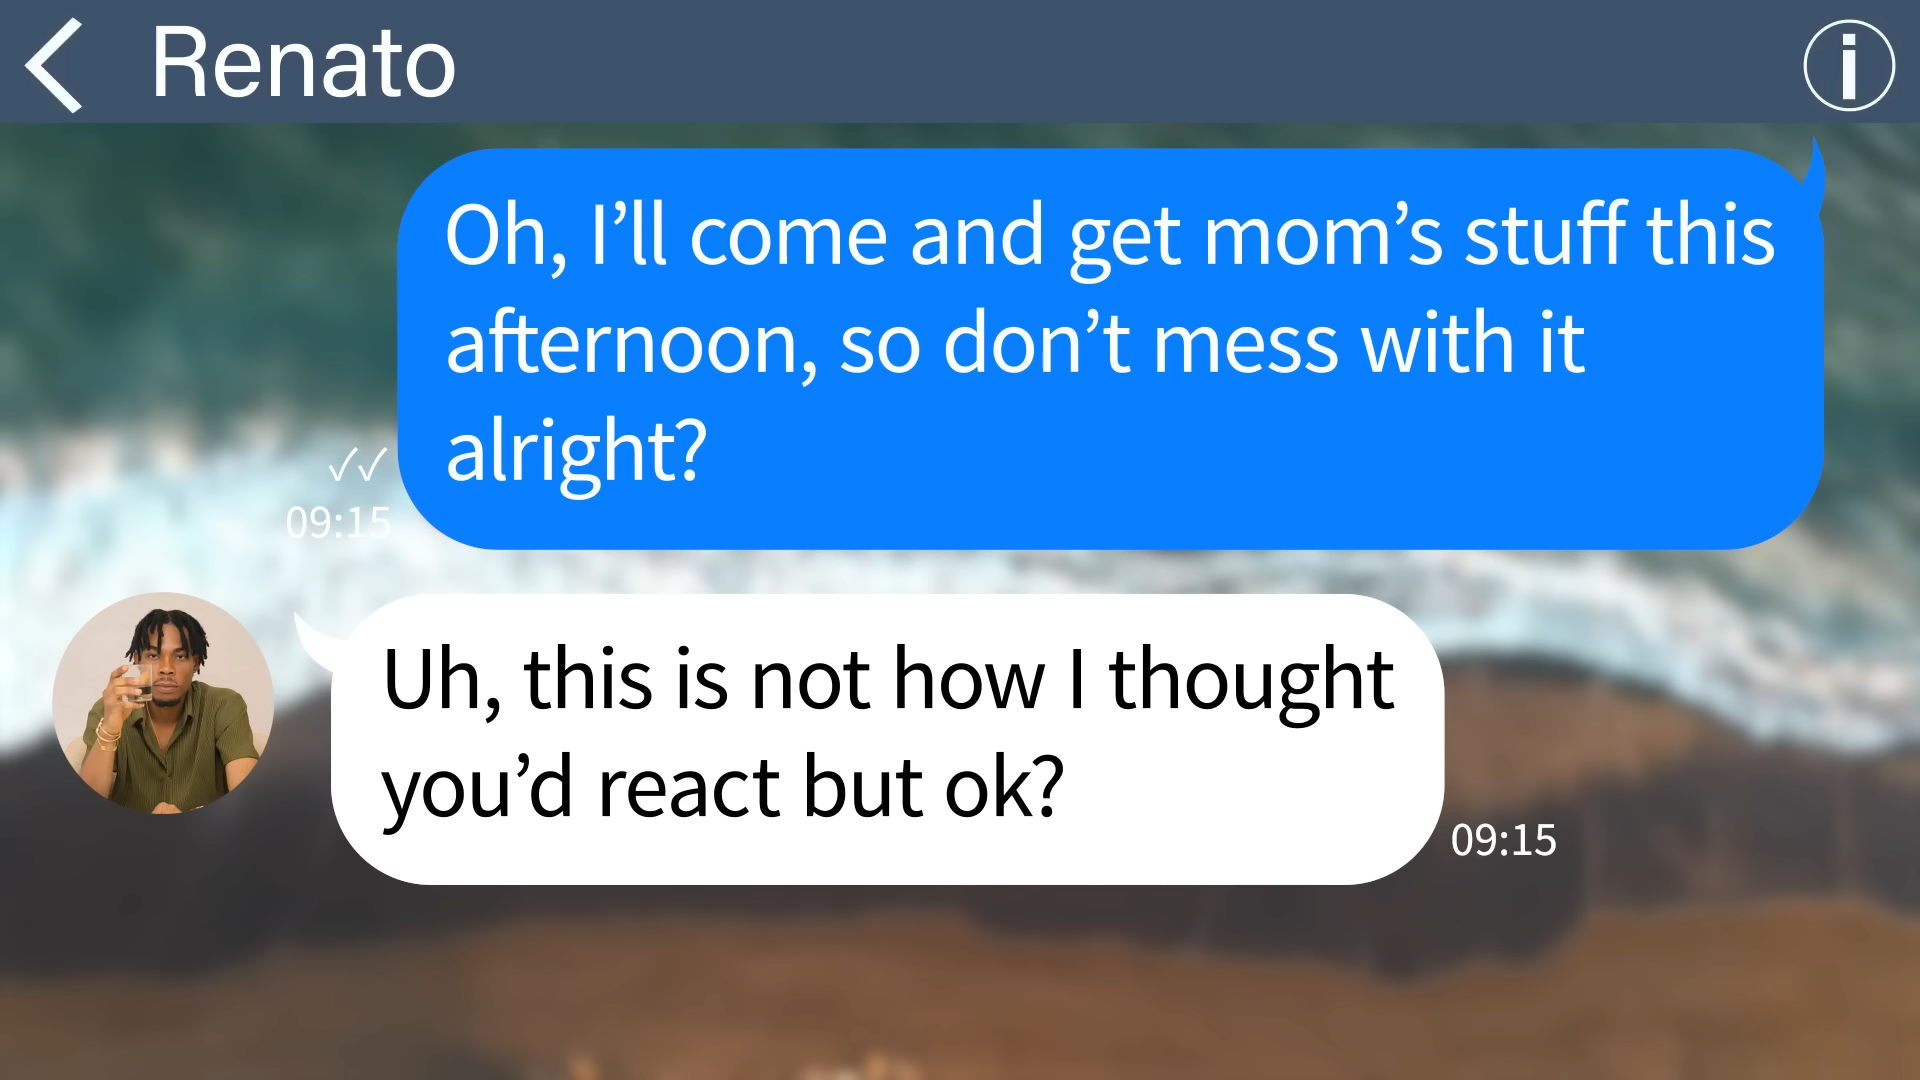 Renato
Oh, I’ll come and get mom’s stuff this
afternoon, so don’t mess with it
alright?
✓✓
09:15
Uh, this is not how I thought
you’d react but ok?
09:15